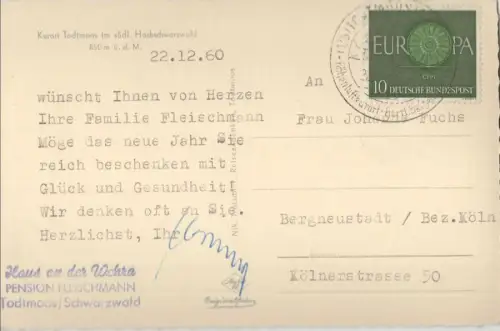 Kurort Todtmoos im südl. Hochschwarzwald
850 m ü. d. M.
22.12.60
wünscht Ihnen von Herzen
Ihre Familie Fleischmann
Möge das neue Jahr Sie
reich beschenken mit
Glück und Gesundheit!
Wir denken oft an Sie.
Herzlichst, Ihr
Haus an der Wehra
PENSION FLEISCHMANN
Todtmoos/Schwarzwald
EUROPA
CEPT
10 DEUTSCHE BUNDESPOST
An
Frau Fuchs
Bergneustadt / Bez.Köln
Kölnerstrasse 50